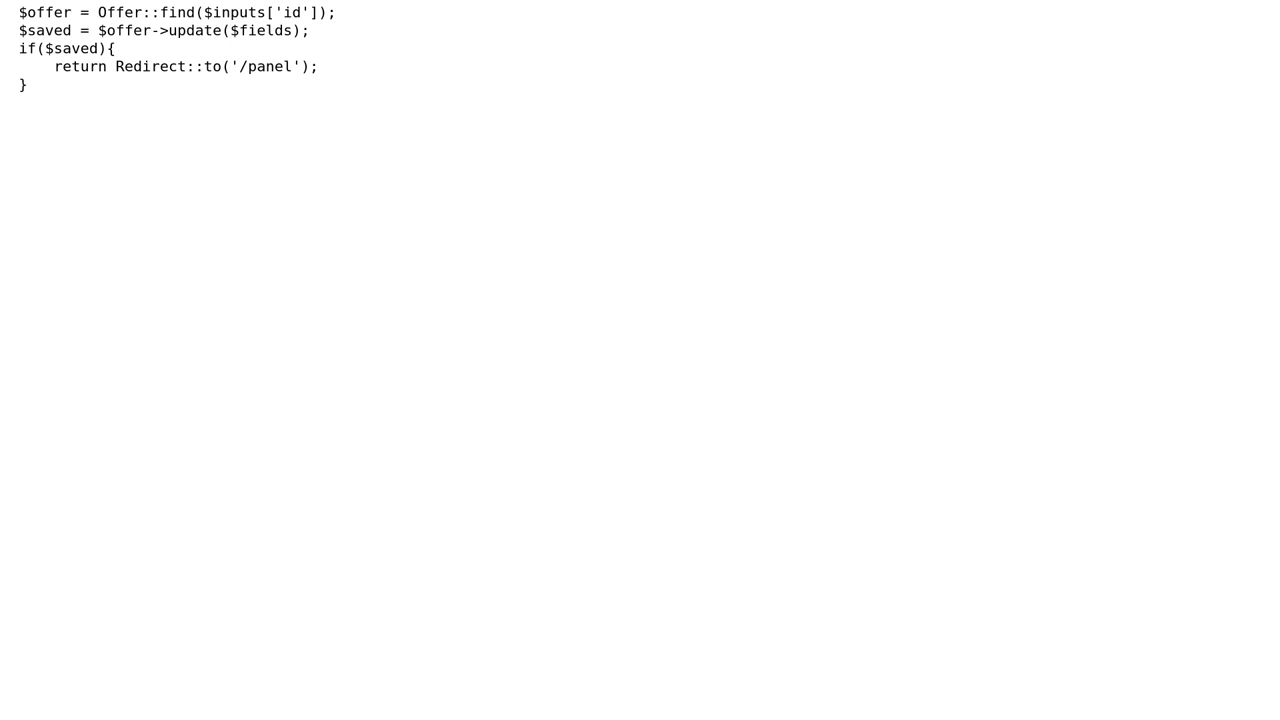 $offer = Offer::find($inputs['id']);
$saved = $offer->update($fields);
if($saved){
    return Redirect::to('/panel');
}